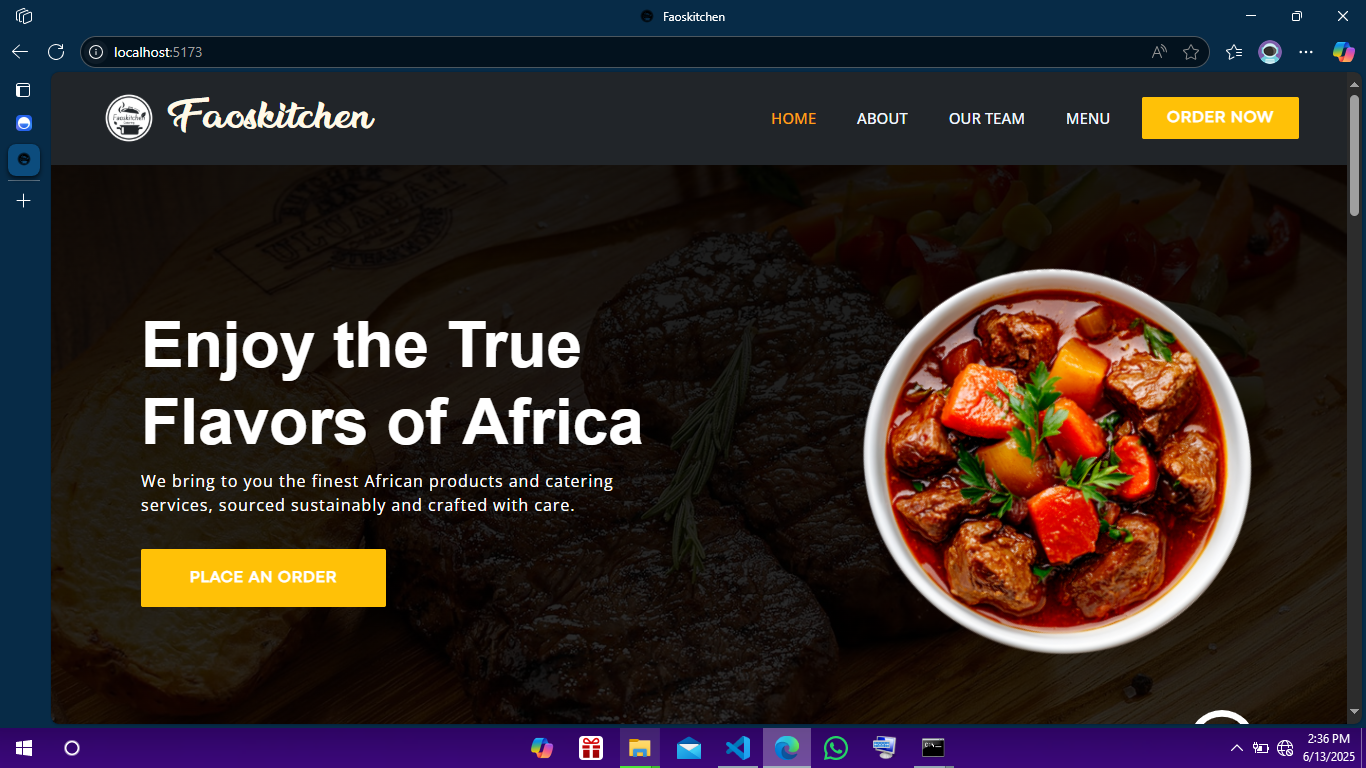 Faoskitchen
localhost:5173
Faoskitchen
Faoskitchen
HOME
ABOUT
OUR TEAM
MENU
ORDER NOW
Enjoy the True
Flavors of Africa
We bring to you the finest African products and catering
services, sourced sustainably and crafted with care.
PLACE AN ORDER
2:36 PM
6/13/2025